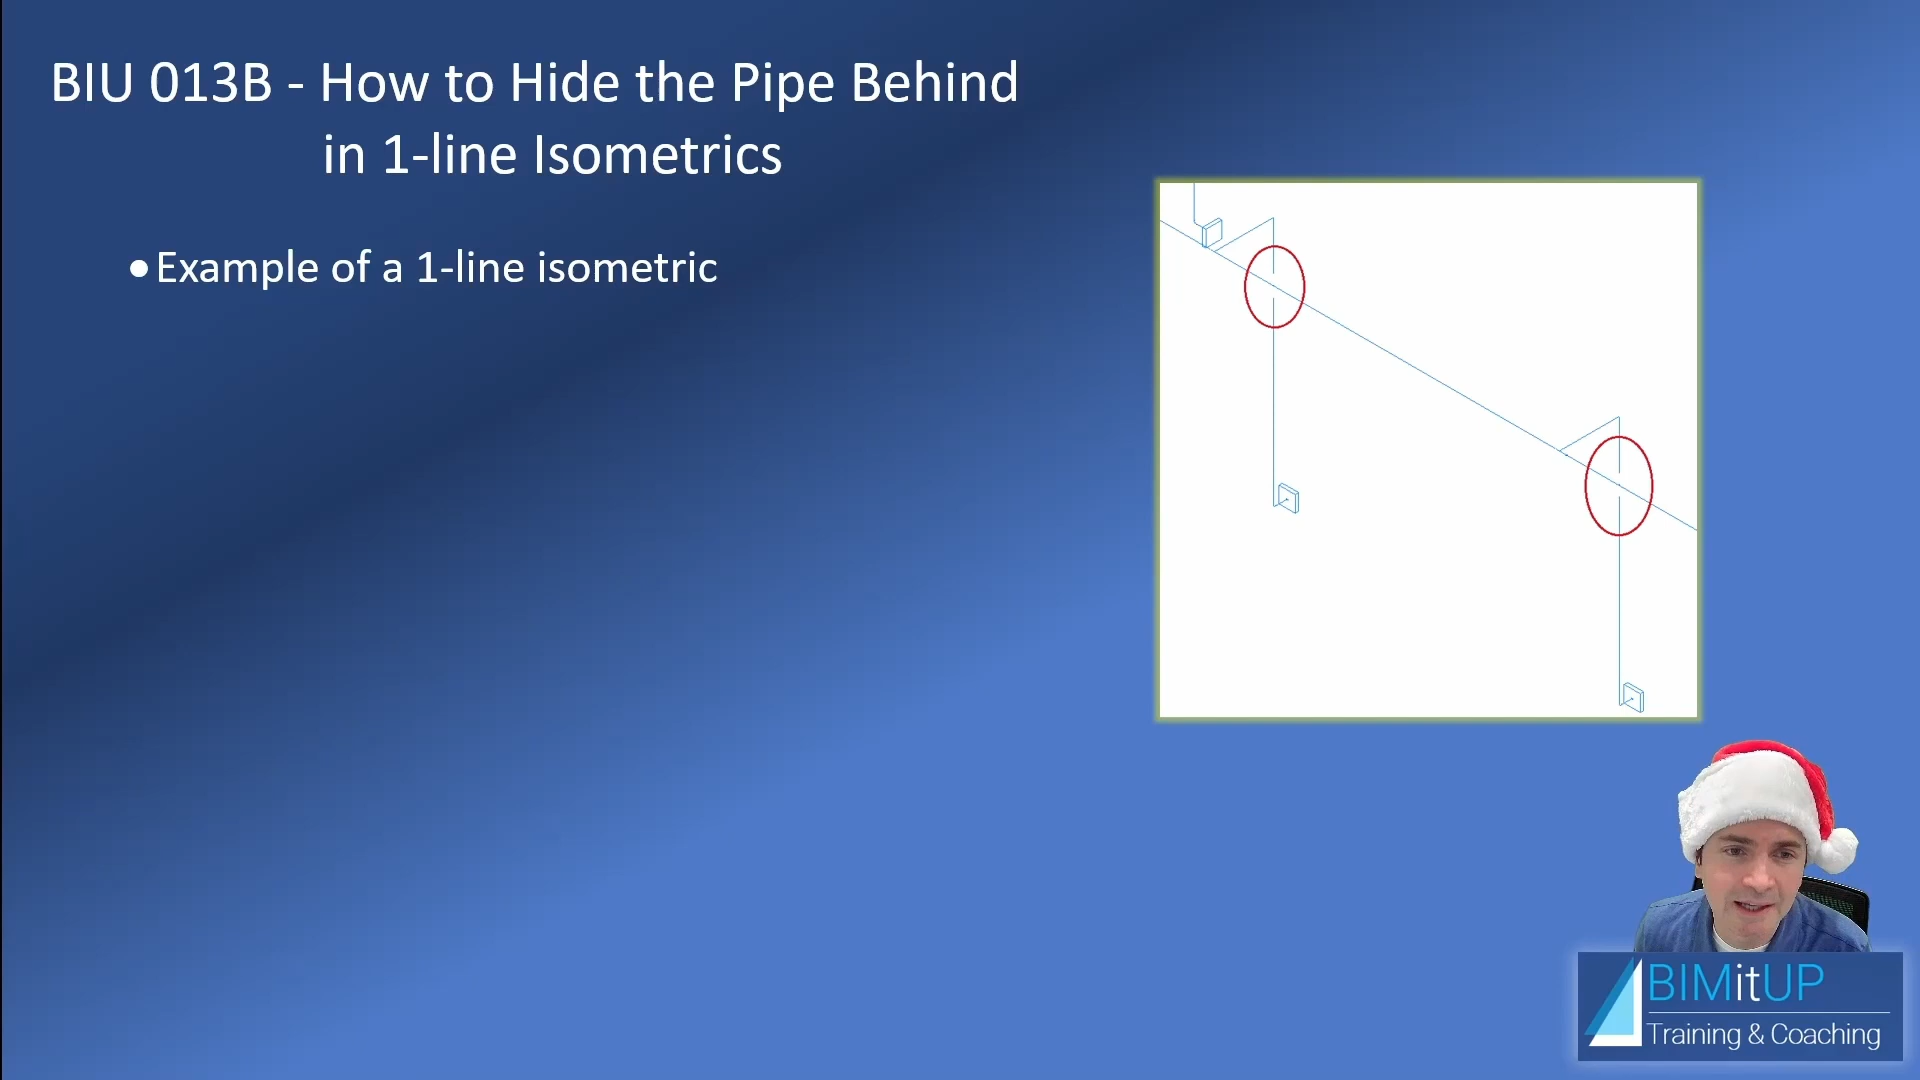 BIU 013B - How to Hide the Pipe Behind
in 1-line Isometrics
•Example of a 1-line isometric
BIMitUP
Training & Coaching